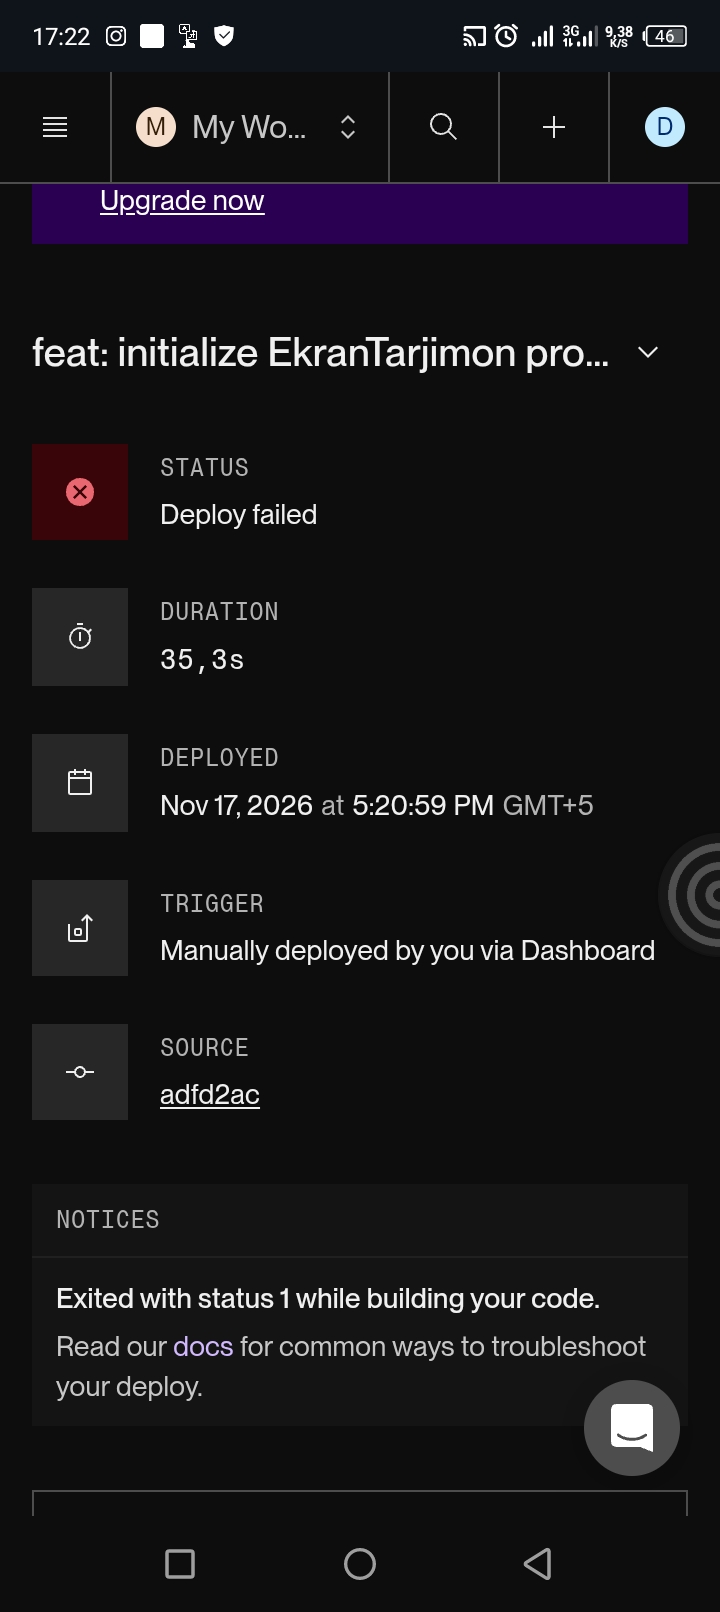 17:22
3G
9,38
K/S
46
M
My Wo...
D
Upgrade now
feat: initialize EkranTarjimon pro...
STATUS
Deploy failed
DURATION
35,3s
DEPLOYED
Nov 17, 2026 at 5:20:59 PM GMT+5
TRIGGER
Manually deployed by you via Dashboard
SOURCE
adfd2ac
NOTICES
Exited with status 1 while building your code.
Read our docs for common ways to troubleshoot
your deploy.